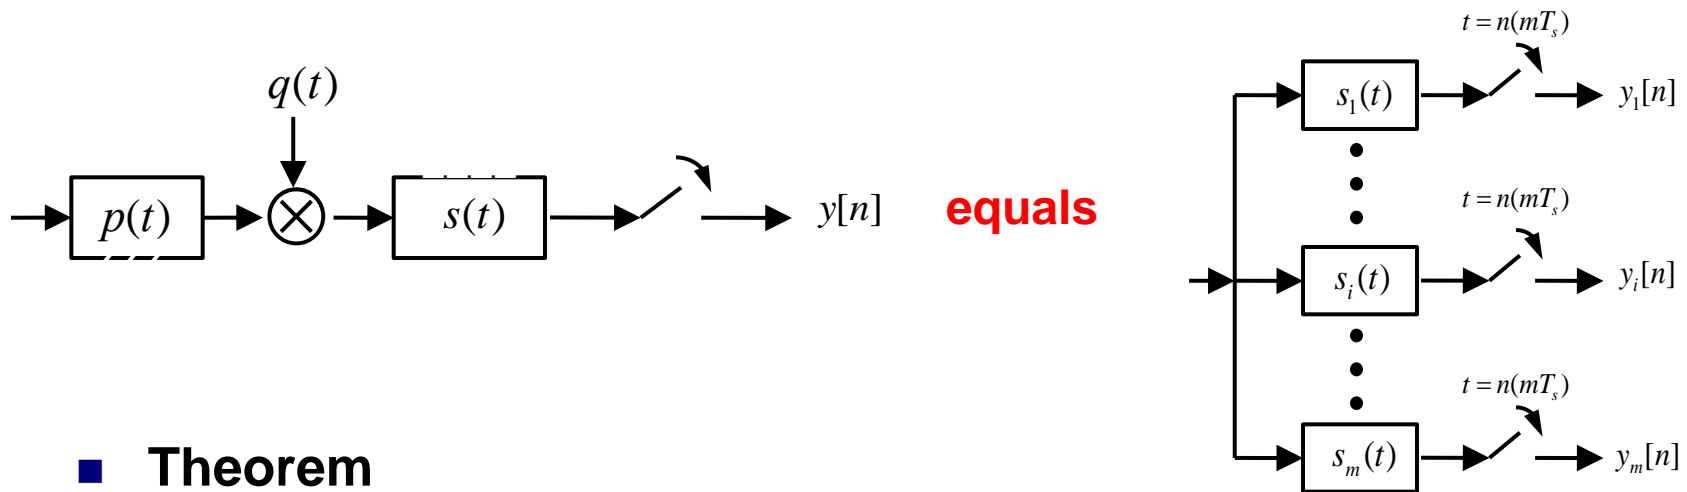 q(t)
p(t)
s(t)
y[n]
equals
t = n(mT_s)
s_1(t)
y_1[n]
t = n(mT_s)
s_i(t)
y_i[n]
t = n(mT_s)
s_m(t)
y_m[n]
Theorem